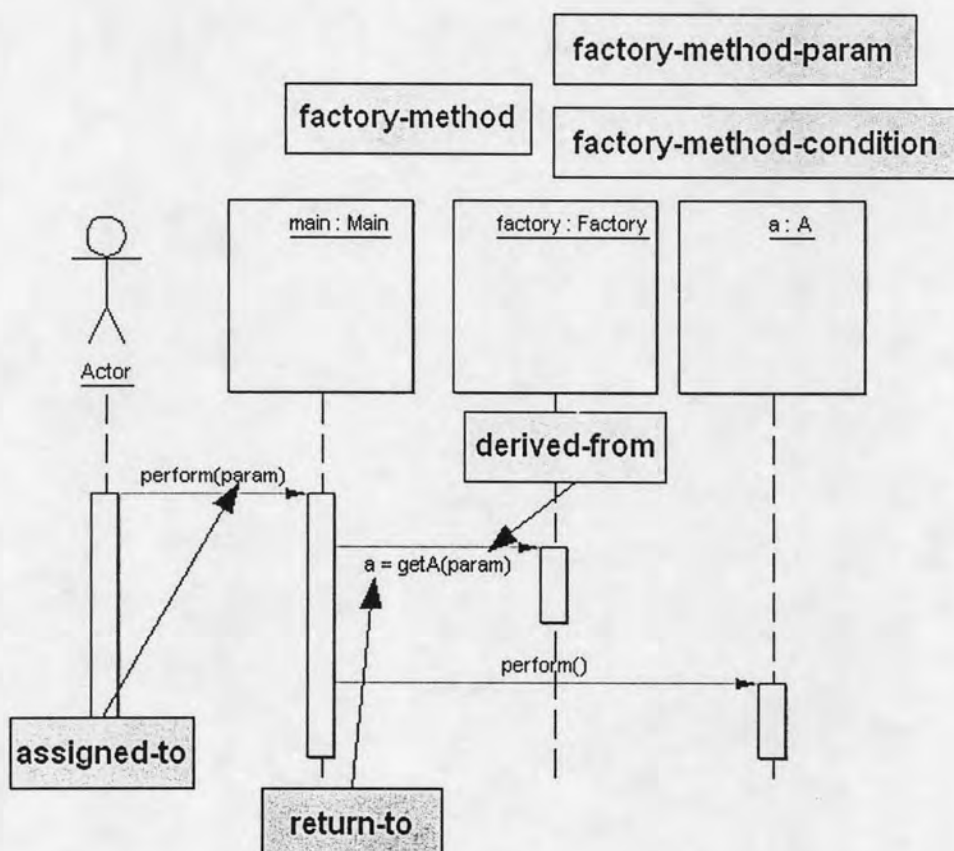 factory-method-param
factory-method
factory-method-condition
main : Main
factory : Factory
a : A
Actor
derived-from
perform(param)
a = getA(param)
perform()
assigned-to
return-to